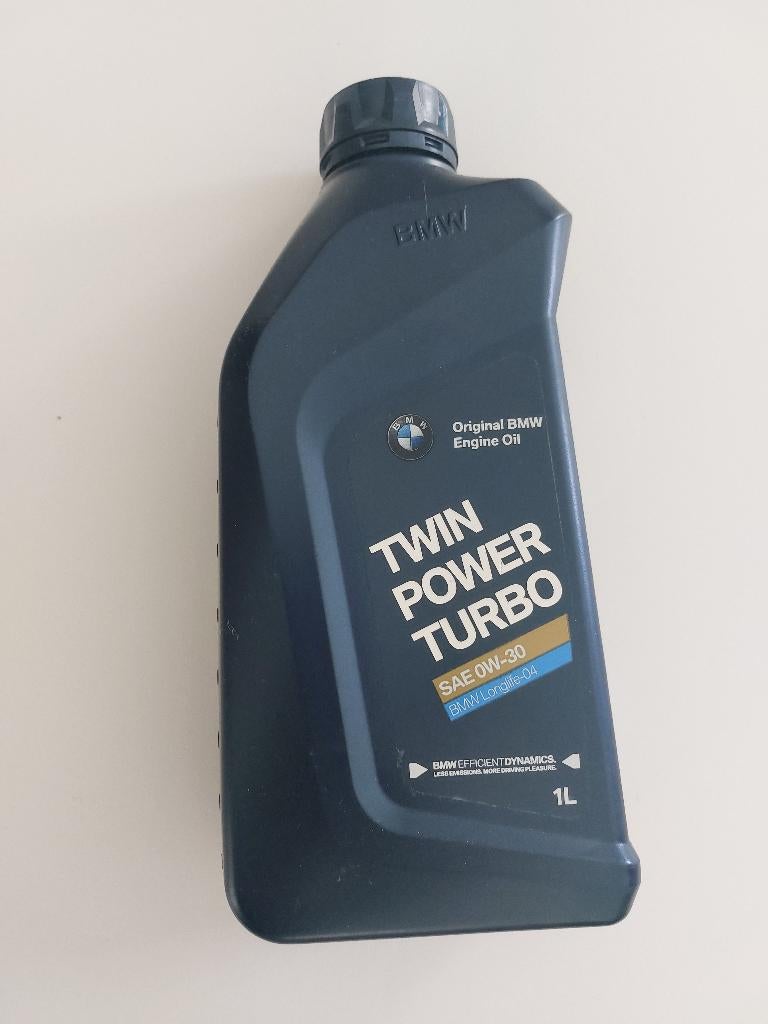 BMW
BMW
Original BMW
Engine Oil
TWIN
POWER
TURBO
SAE 0W-30
BMW Longlife-04
BMW EFFICIENTDYNAMICS.
LESS EMISSIONS. MORE DRIVING PLEASURE.
1L